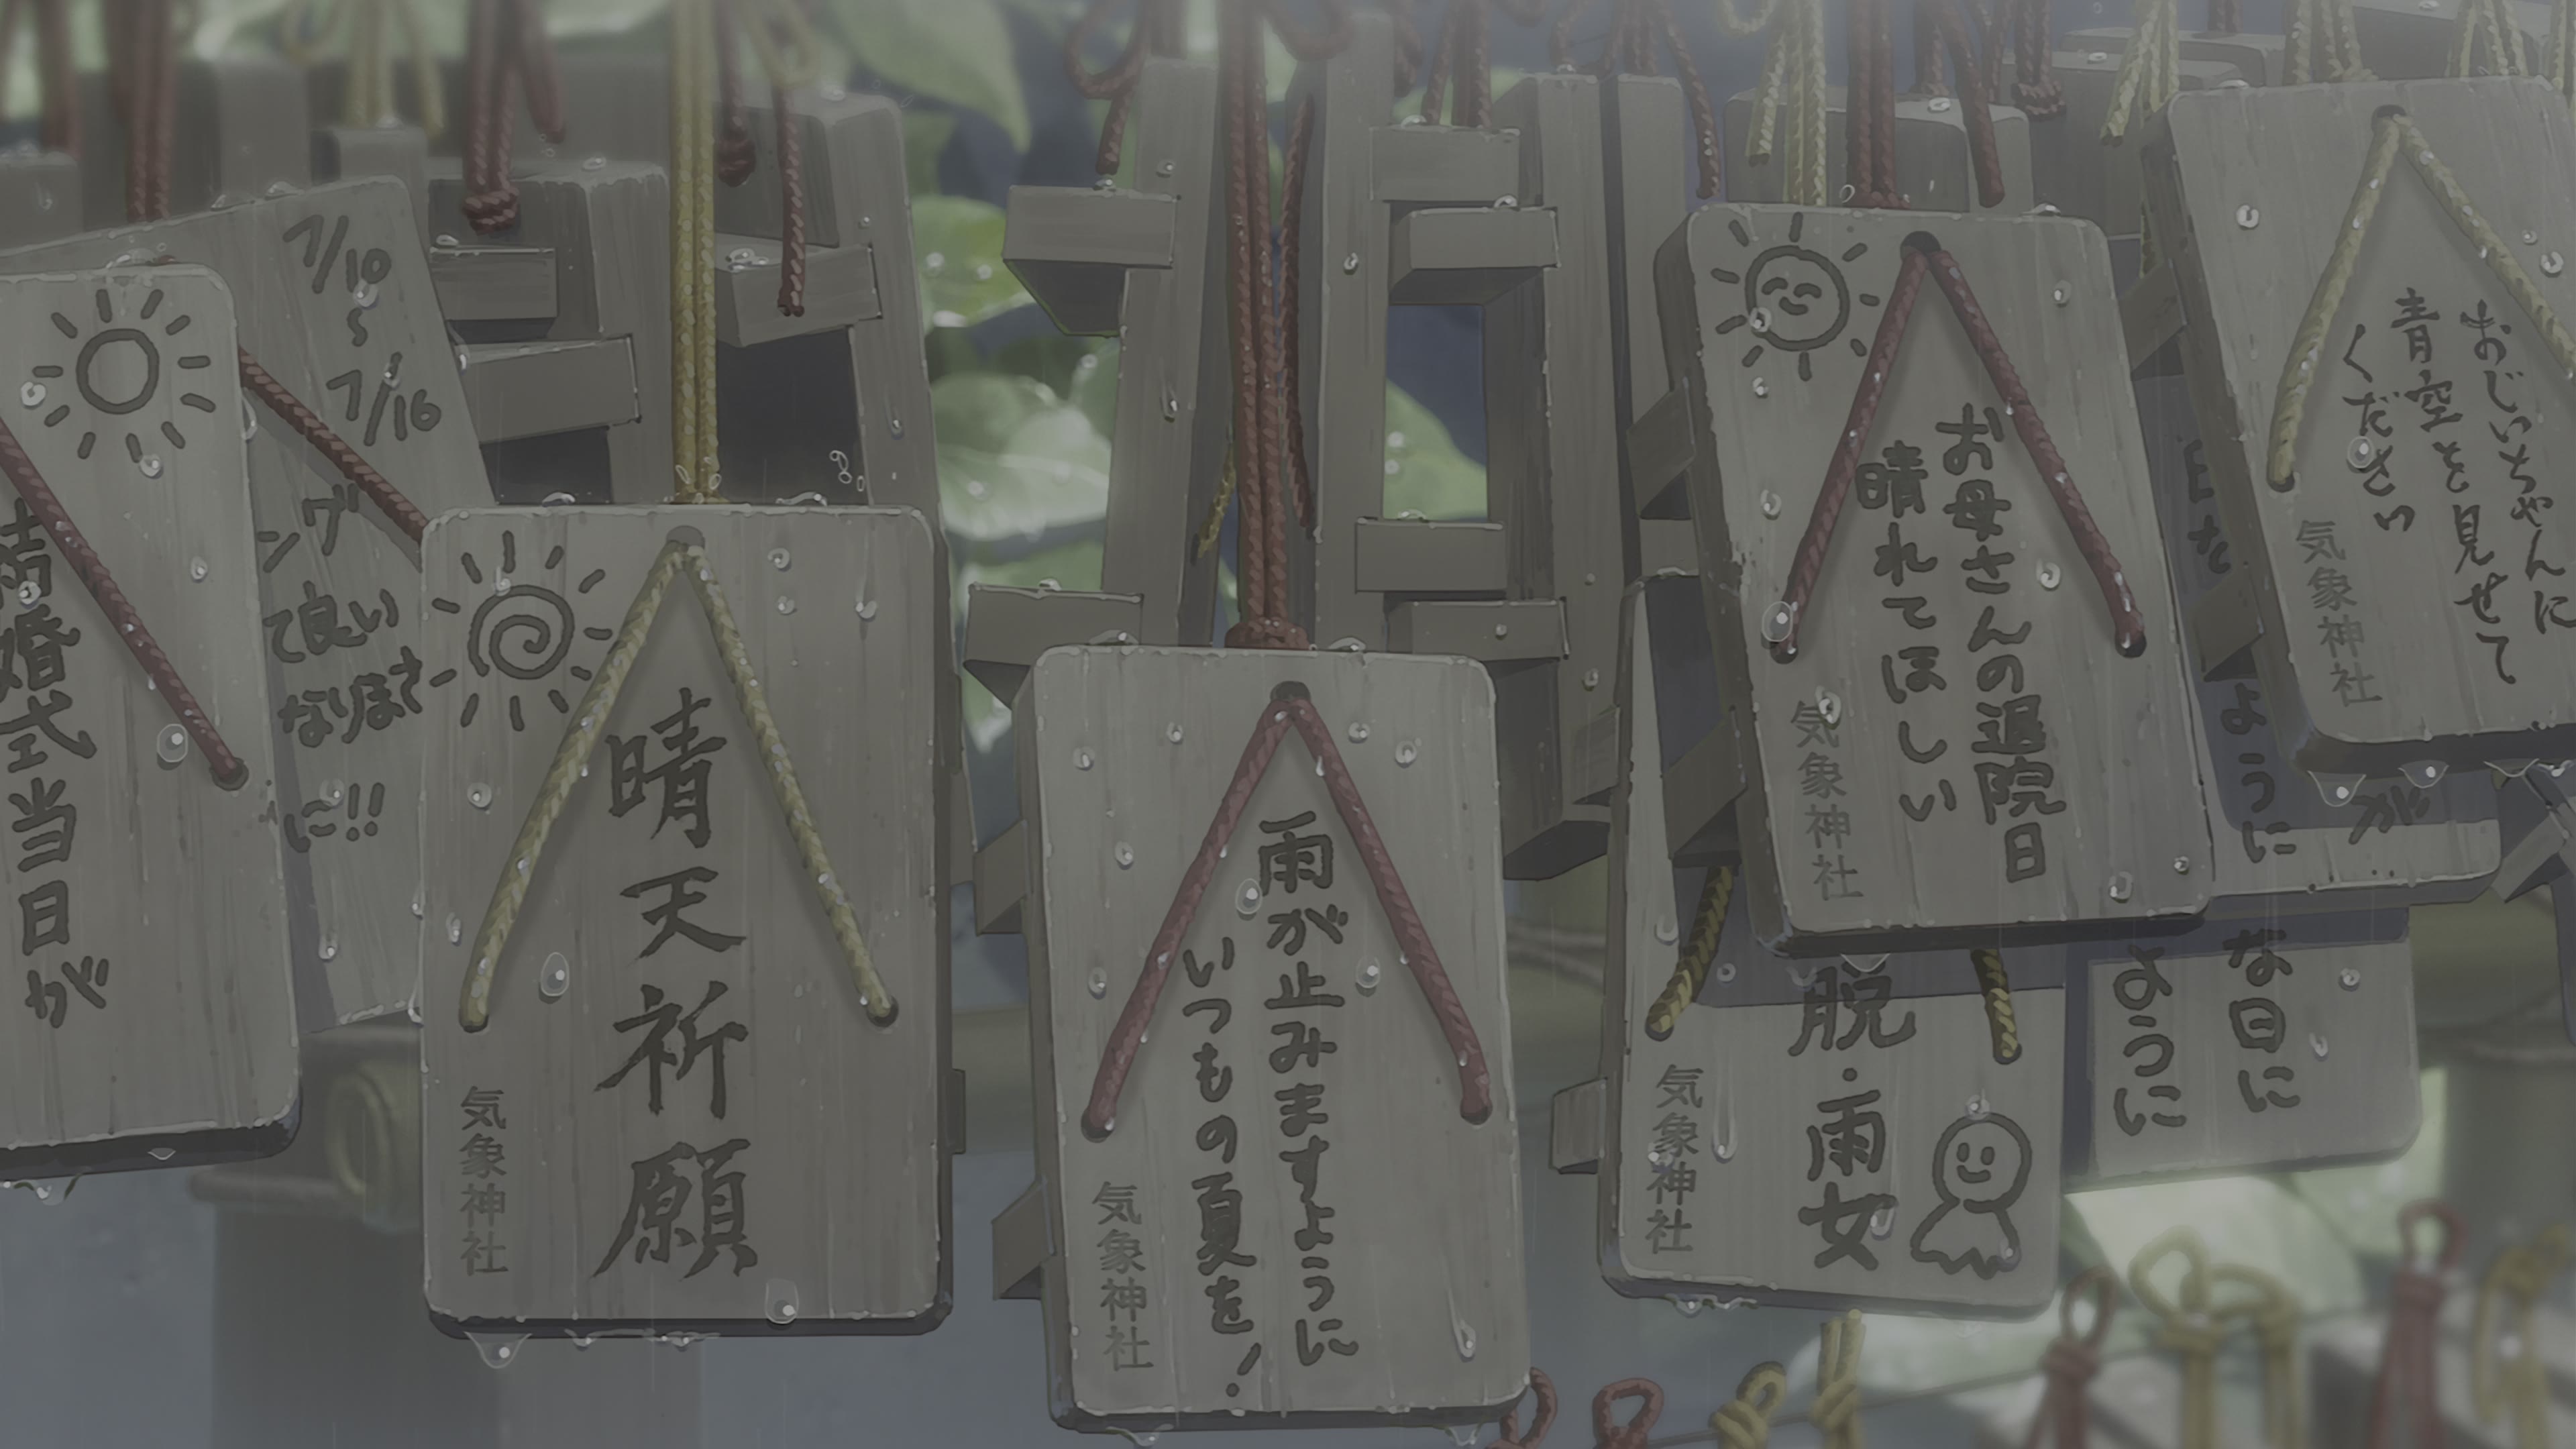 結婚式当日が
7/10
〜
7/16
ング
て良い
なりまさ
に!!
晴天祈願
気象神社
雨が止みますように
いつもの夏を!
気象神社
お母さんの退院日
晴れてほしい
気象神社
脱・雨女
気象神社
おじいちゃんに
青空を見せて
ください
気象神社
ように
が
な日に
ように